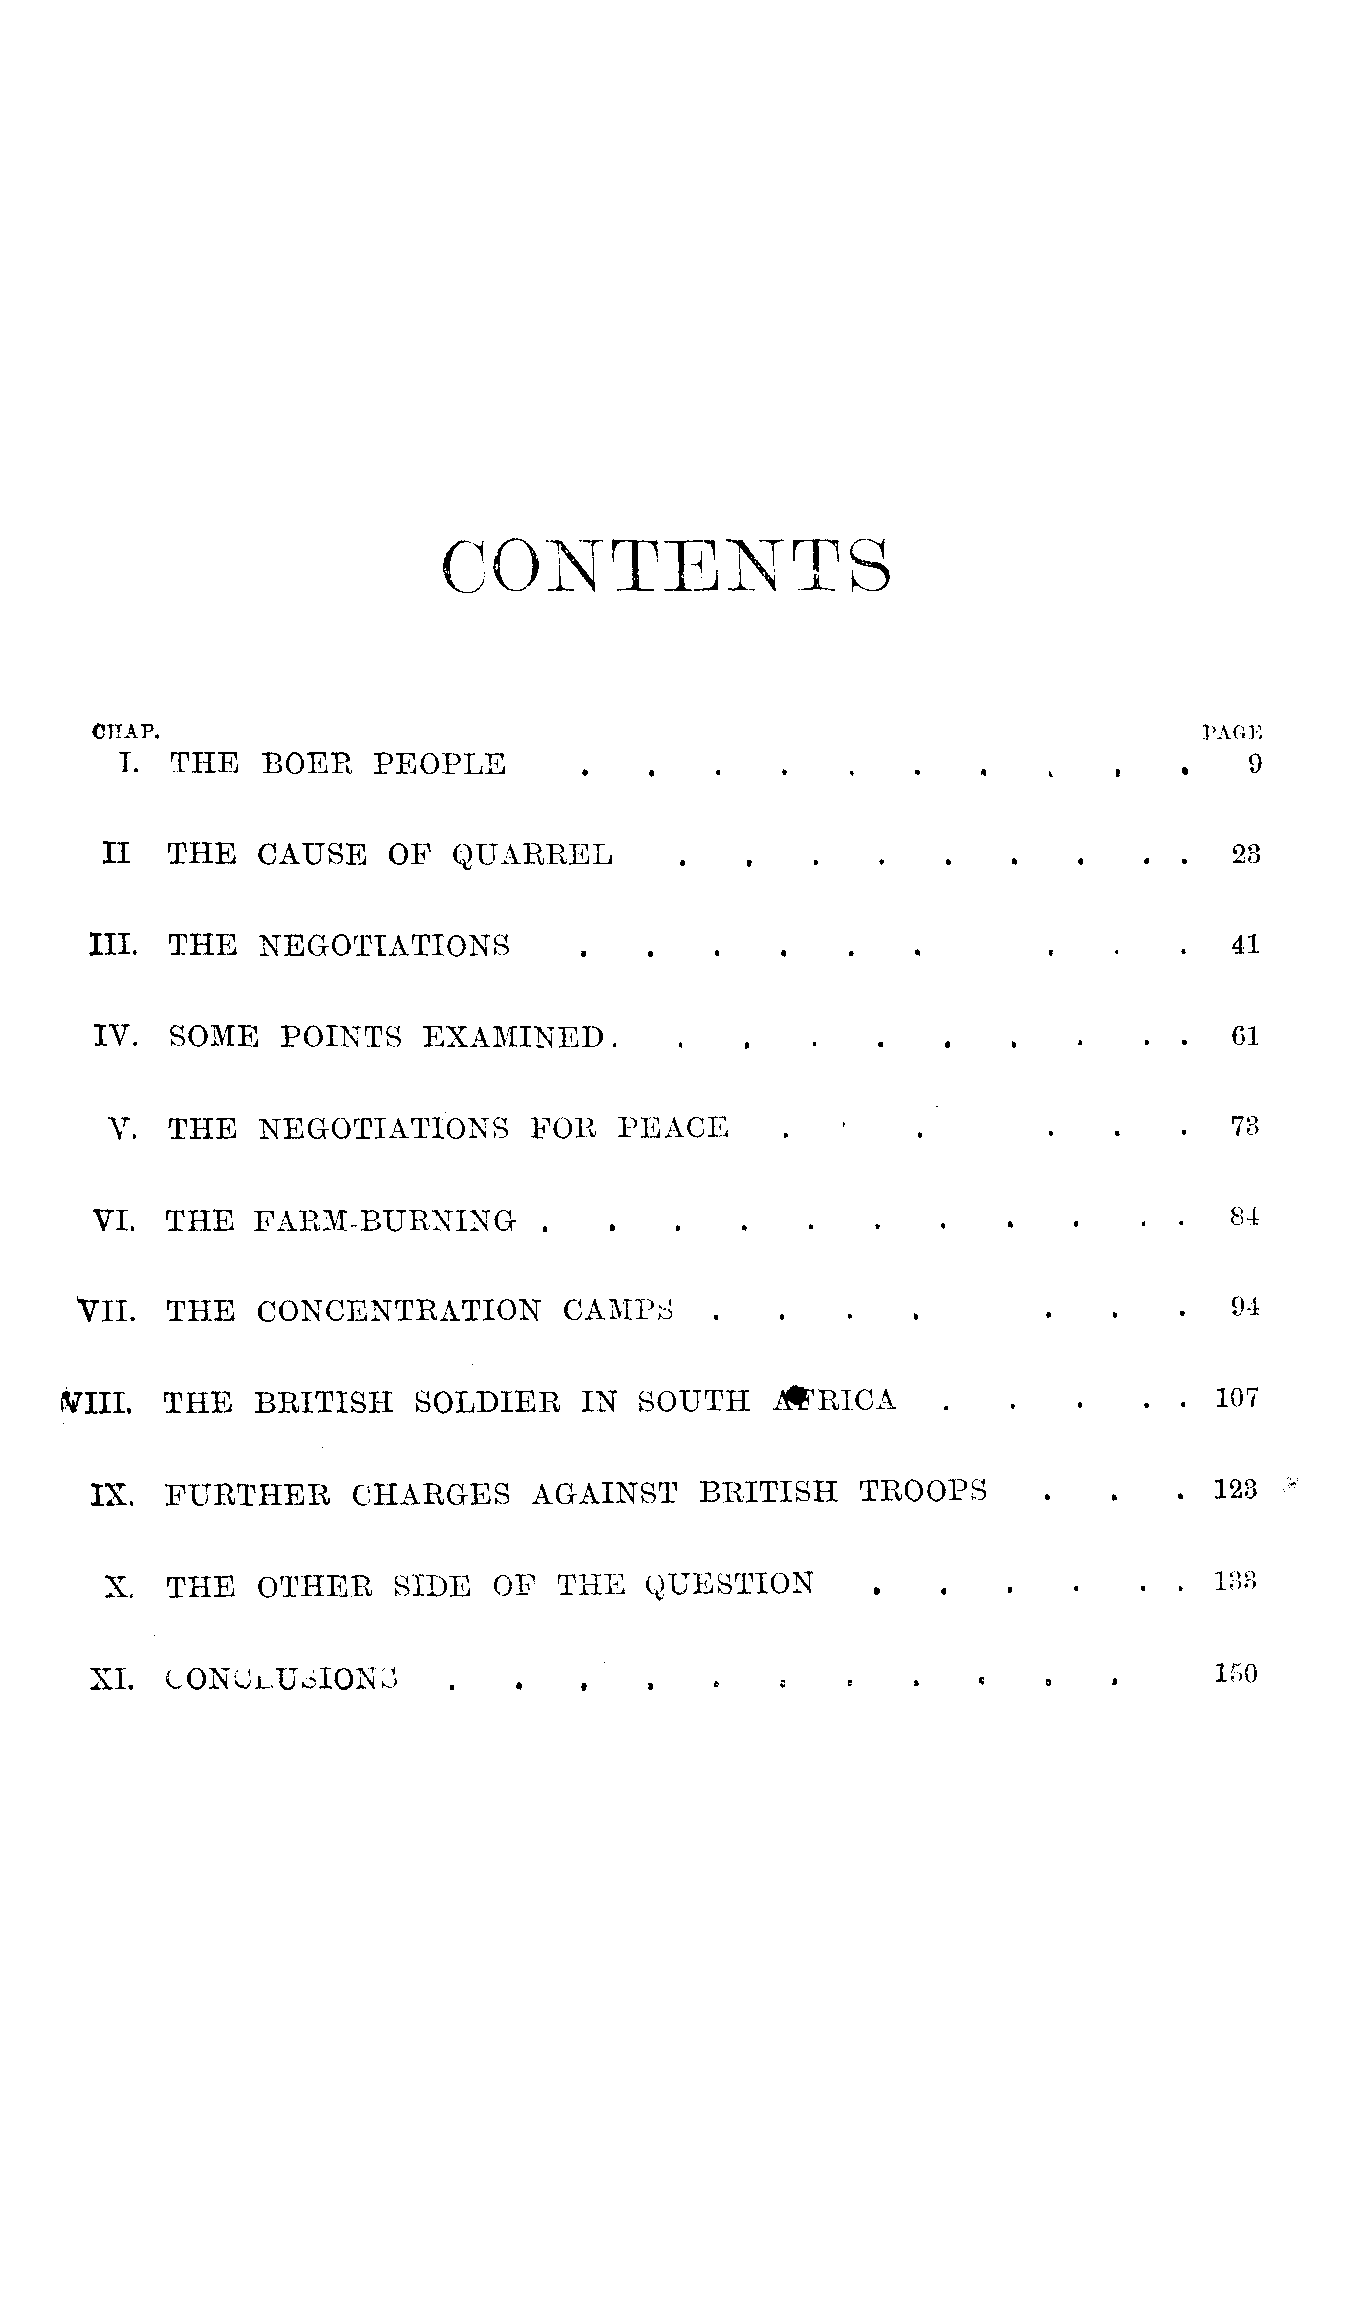 CONTENTS
CHAP. PAGE
I. THE BOER PEOPLE . . . . . . . . . . 9
II THE CAUSE OF QUARREL . . . . . . . . . 23
III. THE NEGOTIATIONS . . . . . . . . . 41
IV. SOME POINTS EXAMINED . . . . . . . . . . 61
V. THE NEGOTIATIONS FOR PEACE . . . . . . 73
VI. THE FARM-BURNING . . . . . . . . . . . 84
VII. THE CONCENTRATION CAMPS . . . . . . . 94
VIII. THE BRITISH SOLDIER IN SOUTH AFRICA . . . . . 107
IX. FURTHER CHARGES AGAINST BRITISH TROOPS . . . 123
X. THE OTHER SIDE OF THE QUESTION . . . . . . 133
XI. CONCLUSIONS . . . . . . . . . . . 150